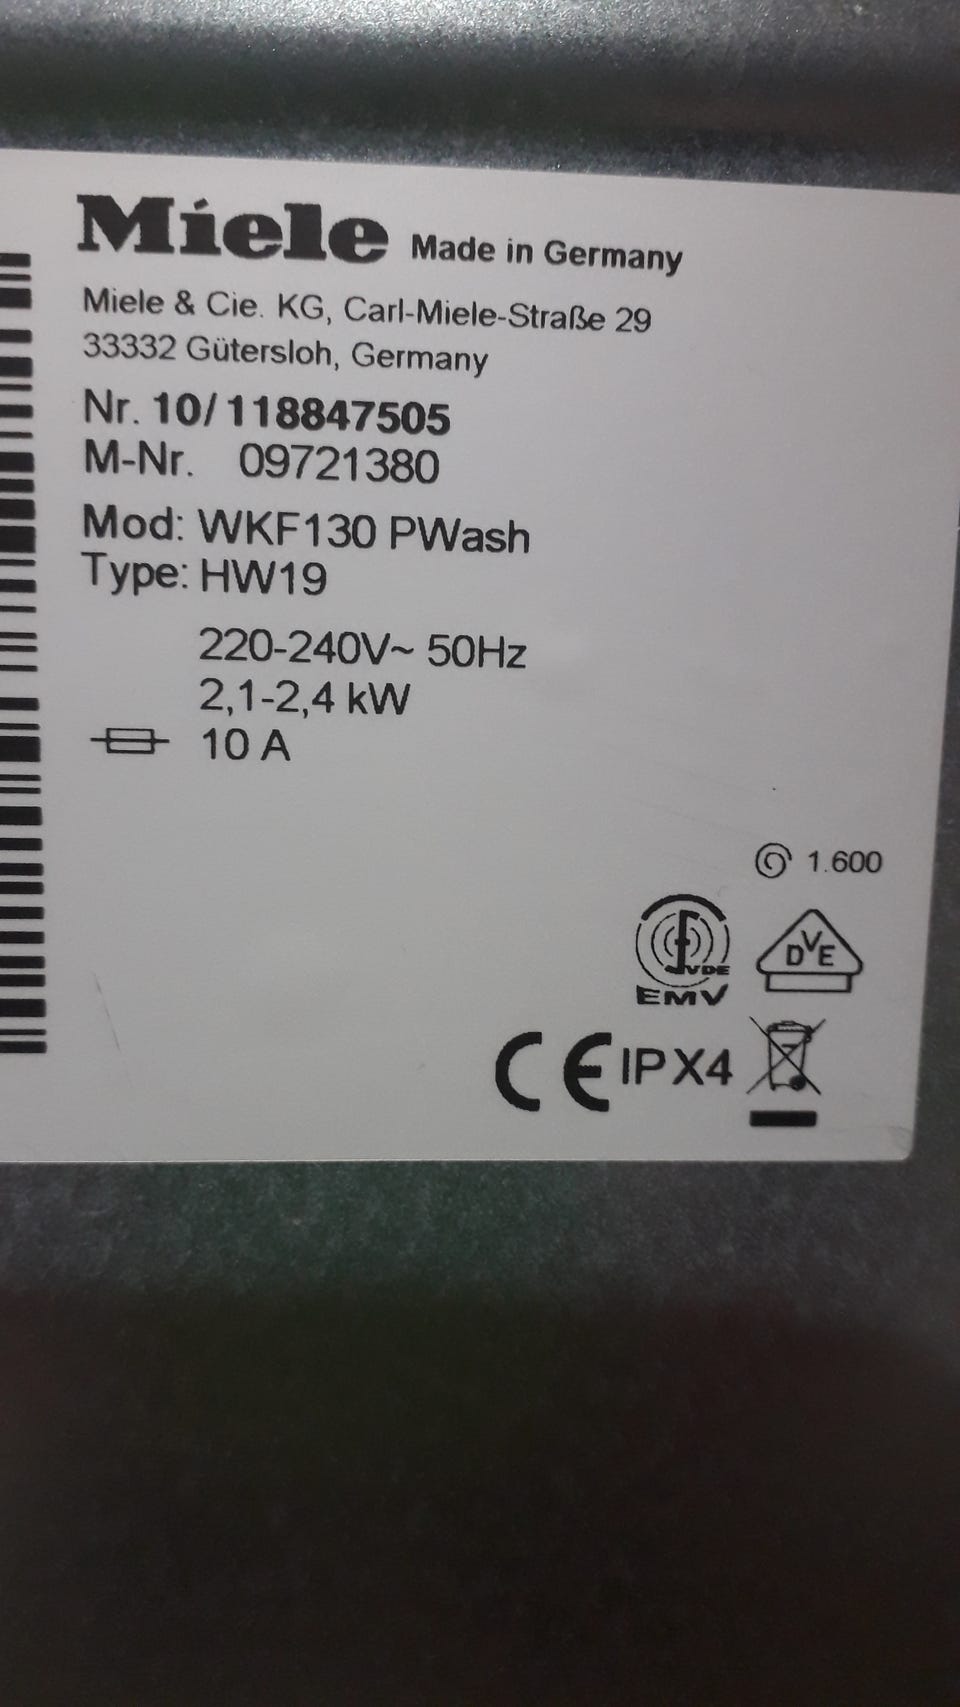 Miele Made in Germany
Miele & Cie. KG, Carl-Miele-Straße 29
33332 Gütersloh, Germany
Nr. 10/118847505
M-Nr. 09721380
Mod: WKF130 PWash
Type: HW19
220-240V~ 50Hz
2,1-2,4 kW
10 A
1.600
VDE
EMV
DVE
CE IPX4